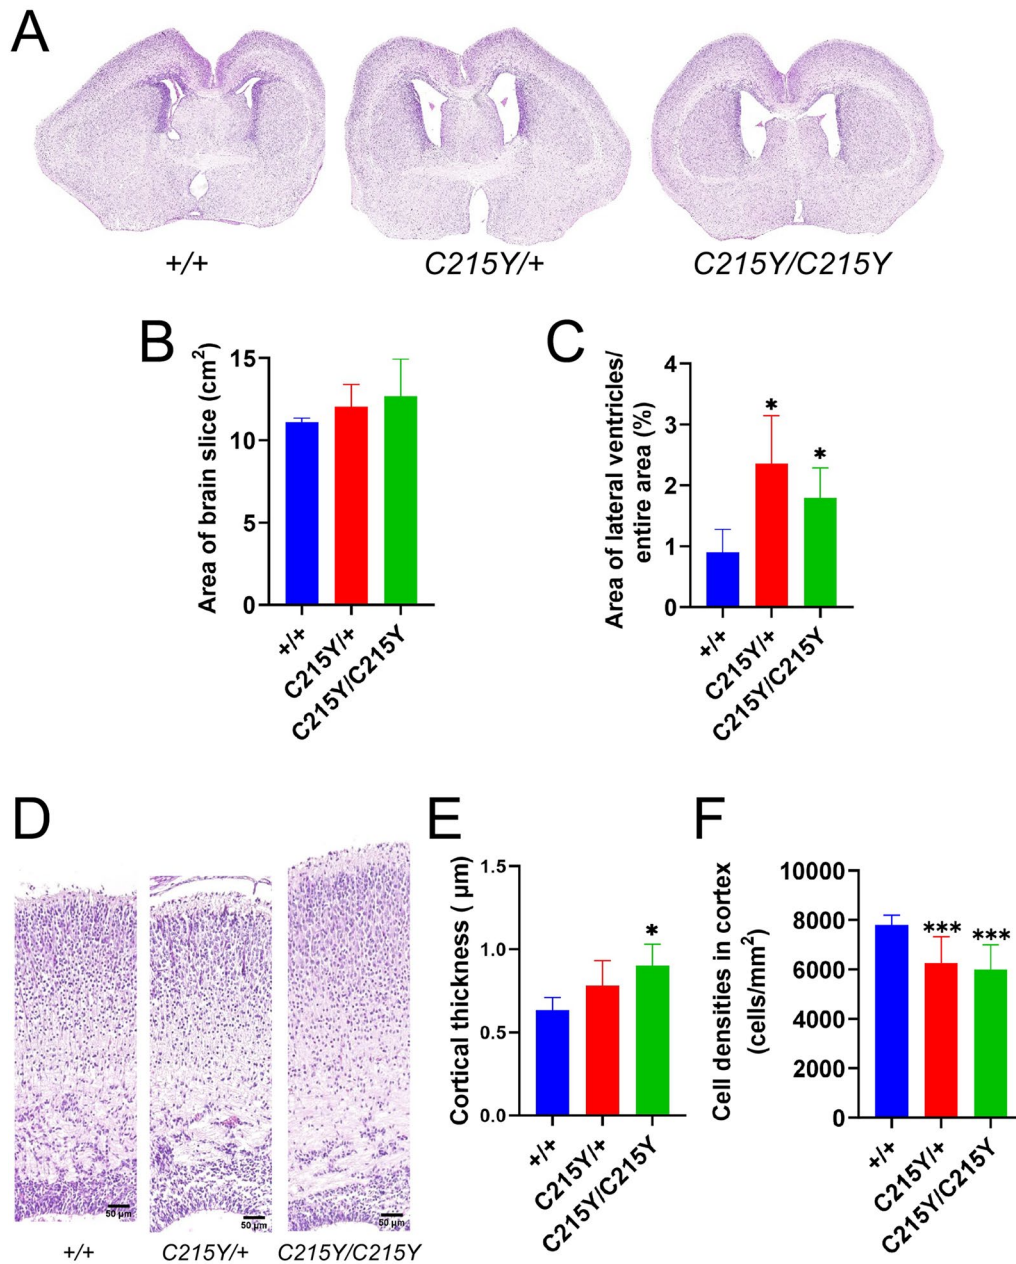 A
+/+
C215Y/+
C215Y/C215Y
B
Area of brain slice (cm²)
15
10
5
0
+/+
C215Y/+
C215Y/C215Y
C
Area of lateral ventricles/
entire area (%)
4
3
2
1
0
*
*
+/+
C215Y/+
C215Y/C215Y
D
50 μm
50 μm
50 μm
+/+
C215Y/+
C215Y/C215Y
E
Cortical thickness ( μm)
1.5
1.0
0.5
0.0
*
+/+
C215Y/+
C215Y/C215Y
F
Cell densities in cortex
(cells/mm²)
10000
8000
6000
4000
2000
0
***
***
+/+
C215Y/+
C215Y/C215Y